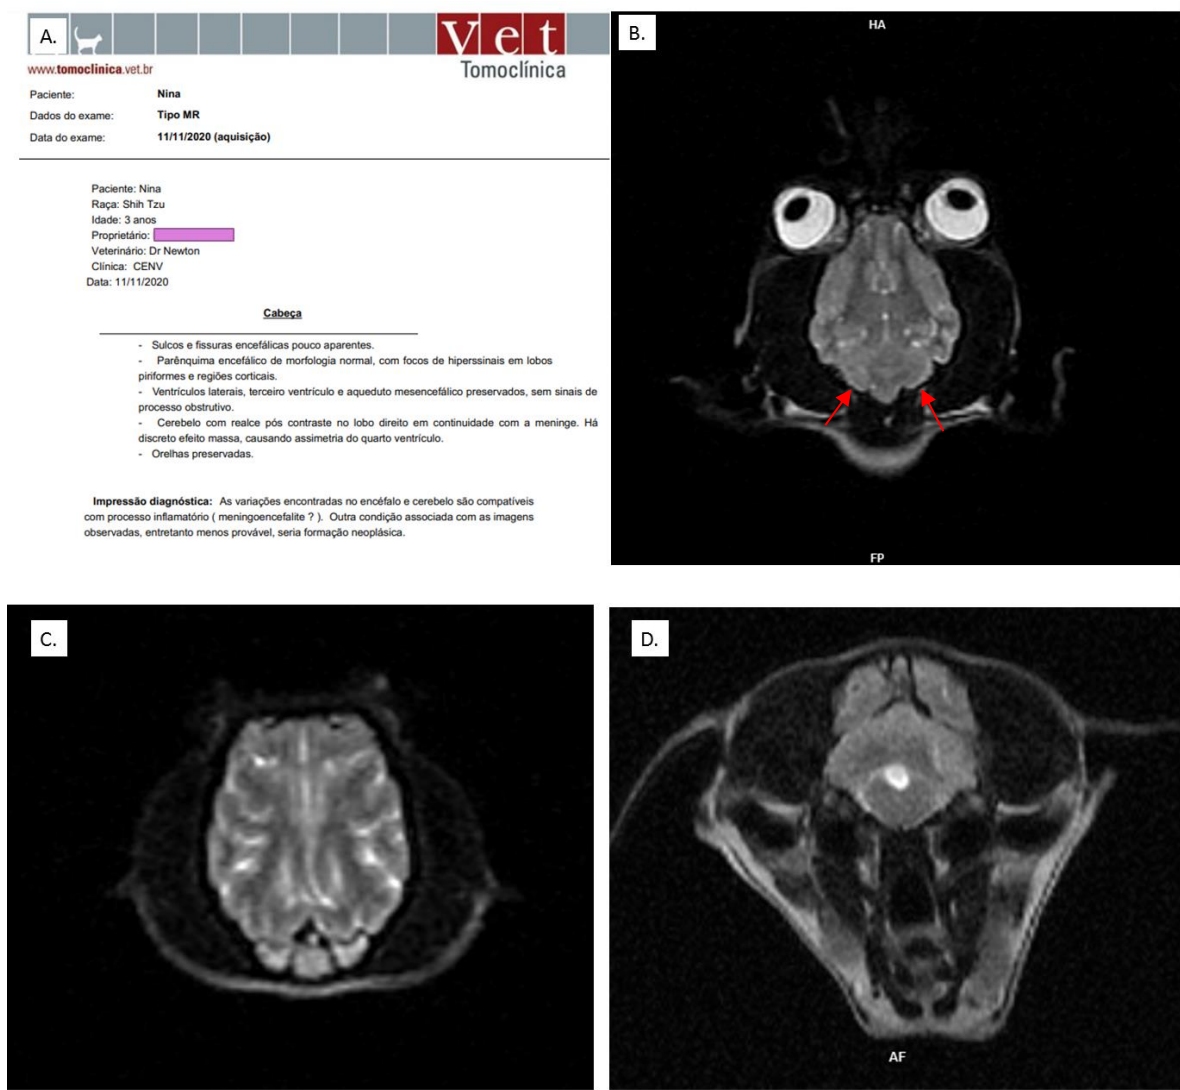 A.
Vet
www.tomoclinica.vet.br
Tomoclínica
Paciente: Nina
Dados do exame: Tipo MR
Data do exame: 11/11/2020 (aquisição)
Paciente: Nina
Raça: Shih Tzu
Idade: 3 anos
Proprietário:
Veterinário: Dr Newton
Clínica: CENV
Data: 11/11/2020
Cabeça
- Sulcos e fissuras encefálicas pouco aparentes.
- Parênquima encefálico de morfologia normal, com focos de hiperssinais em lobos
piriformes e regiões corticais.
- Ventrículos laterais, terceiro ventrículo e aqueduto mesencefálico preservados, sem sinais de
processo obstrutivo.
- Cerebelo com realce pós contraste no lobo direito em continuidade com a meninge. Há
discreto efeito massa, causando assimetria do quarto ventrículo.
- Orelhas preservadas.
Impressão diagnóstica: As variações encontradas no encéfalo e cerebelo são compatíveis
com processo inflamatório ( meningoencefalite ? ). Outra condição associada com as imagens
observadas, entretanto menos provável, seria formação neoplásica.
B.
HA
FP
C.
D.
AF